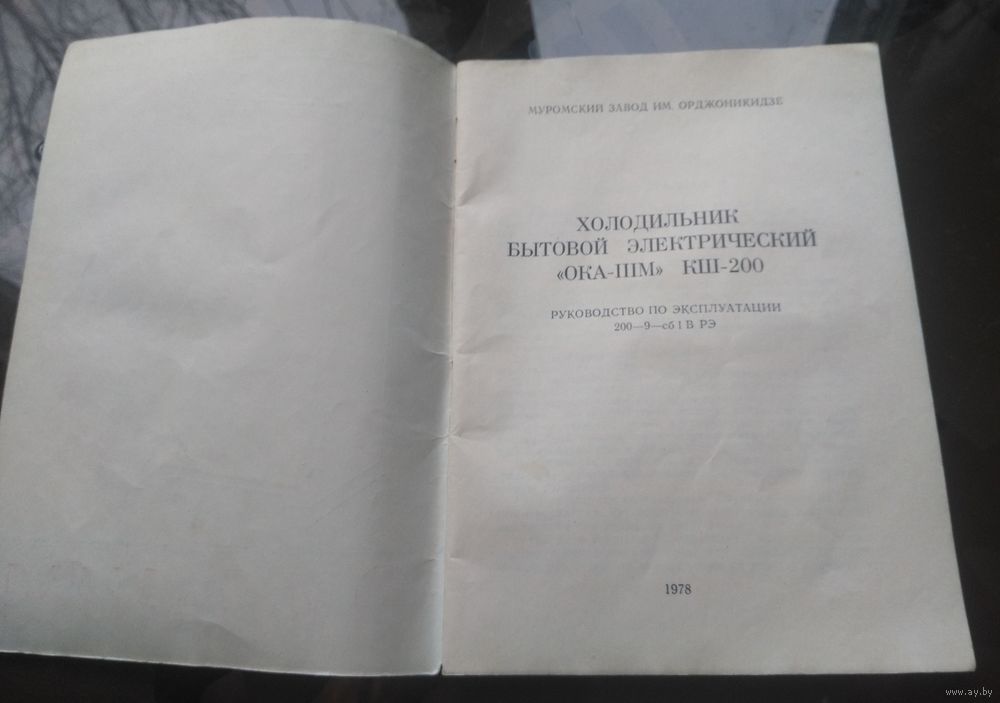 МУРОМСКИЙ ЗАВОД ИМ. ОРДЖОНИКИДЗЕ
ХОЛОДИЛЬНИК
БЫТОВОЙ ЭЛЕКТРИЧЕСКИЙ
«ОКА-IIIМ» КШ-200
РУКОВОДСТВО ПО ЭКСПЛУАТАЦИИ
200—9—сб 1 В РЭ
1978
www.ay.by